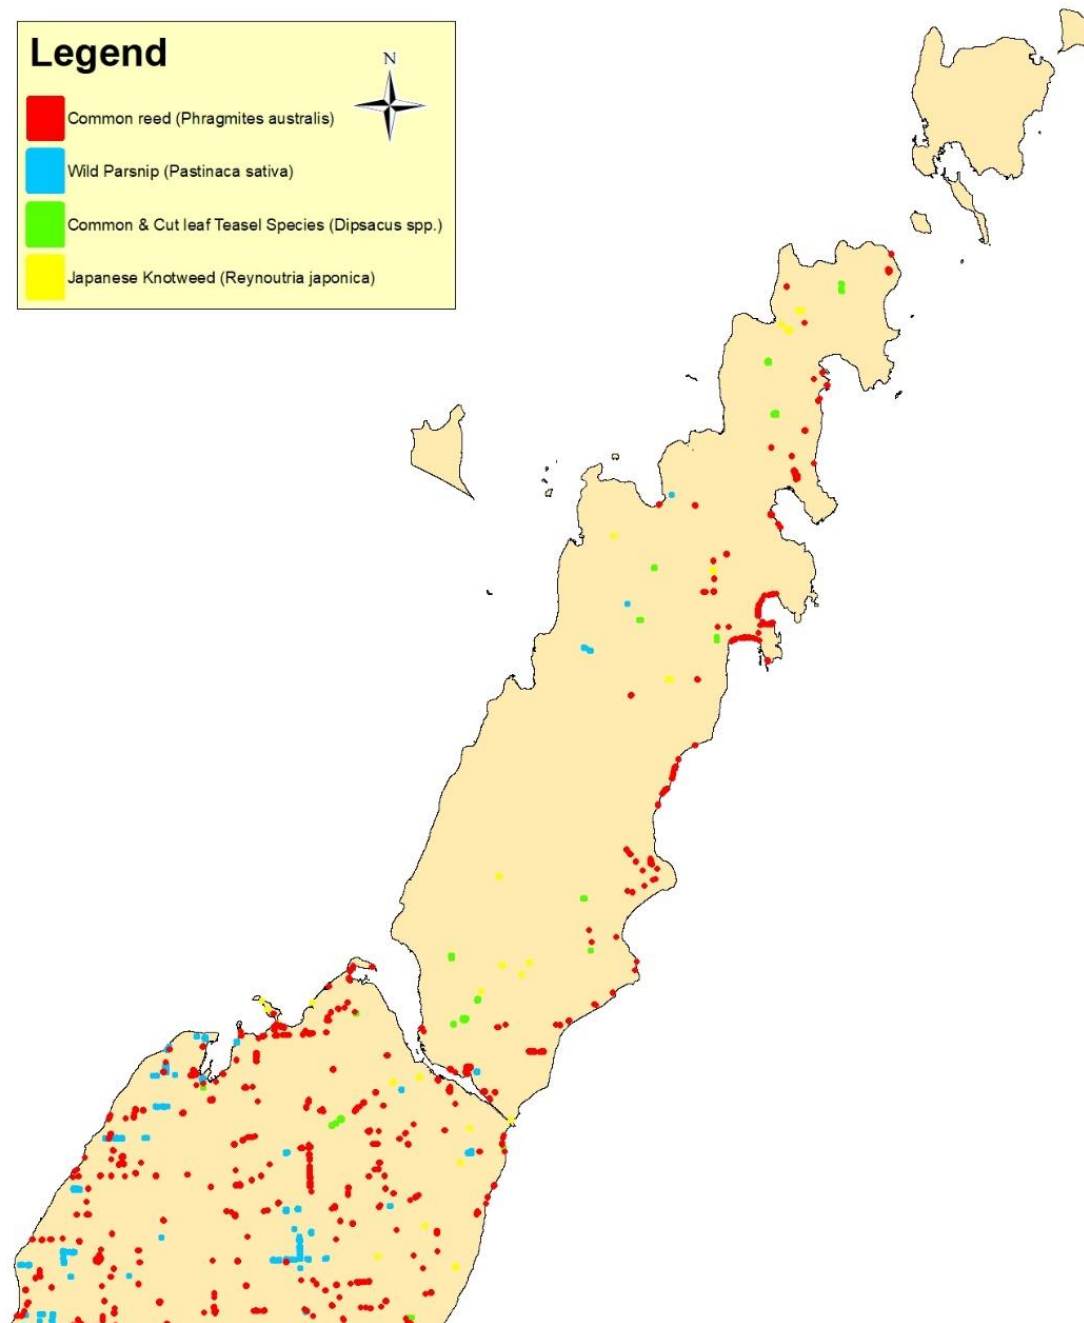 Legend
N
Common reed (Phragmites australis)
Wild Parsnip (Pastinaca sativa)
Common & Cut leaf Teasel Species (Dipsacus spp.)
Japanese Knotweed (Reynoutria japonica)